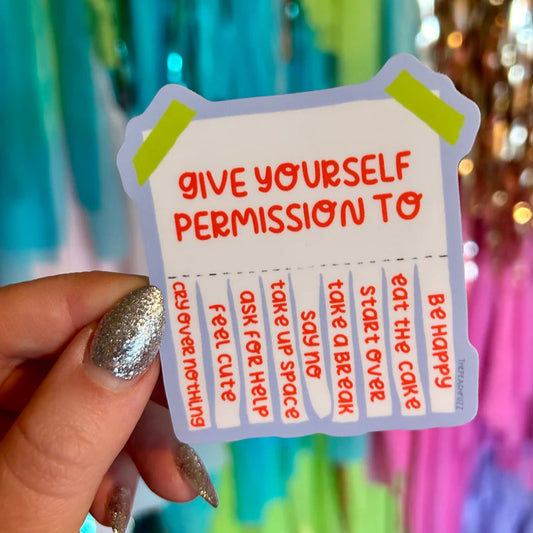 GIVE YOURSELF
PERMISSION TO
cry over nothing
feel cute
ask for help
take up space
say no
take a break
start over
eat the cake
Be Happy
THEPEACHFUZZ